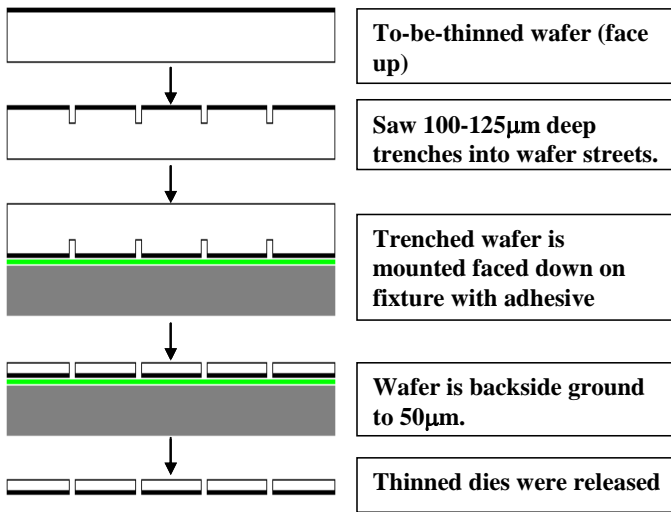 To-be-thinned wafer (face
up)
Saw 100-125μm deep
trenches into wafer streets.
Trenched wafer is
mounted faced down on
fixture with adhesive
Wafer is backside ground
to 50μm.
Thinned dies were released